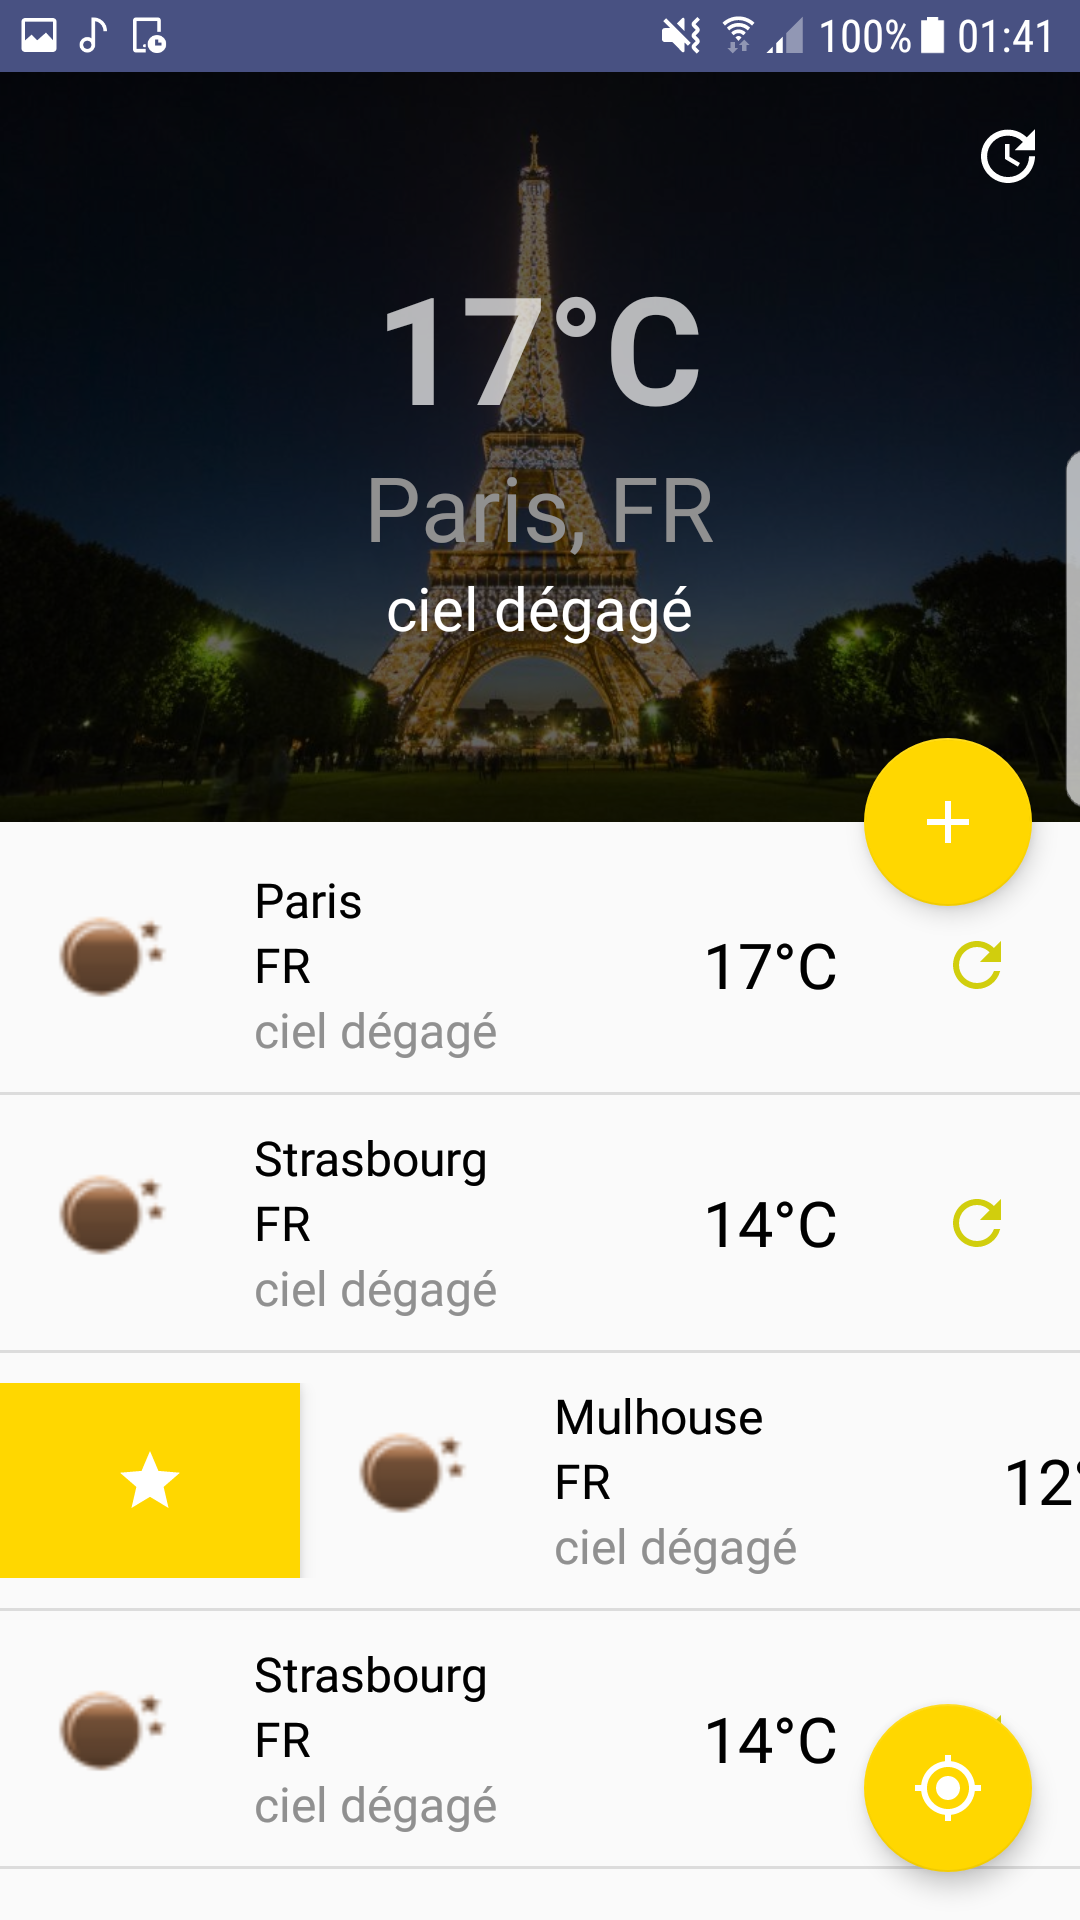 100% 01:41
17°C
Paris, FR
ciel dégagé
Paris
FR
ciel dégagé
17°C
Strasbourg
FR
ciel dégagé
14°C
Mulhouse
FR
ciel dégagé
12°
Strasbourg
FR
ciel dégagé
14°C